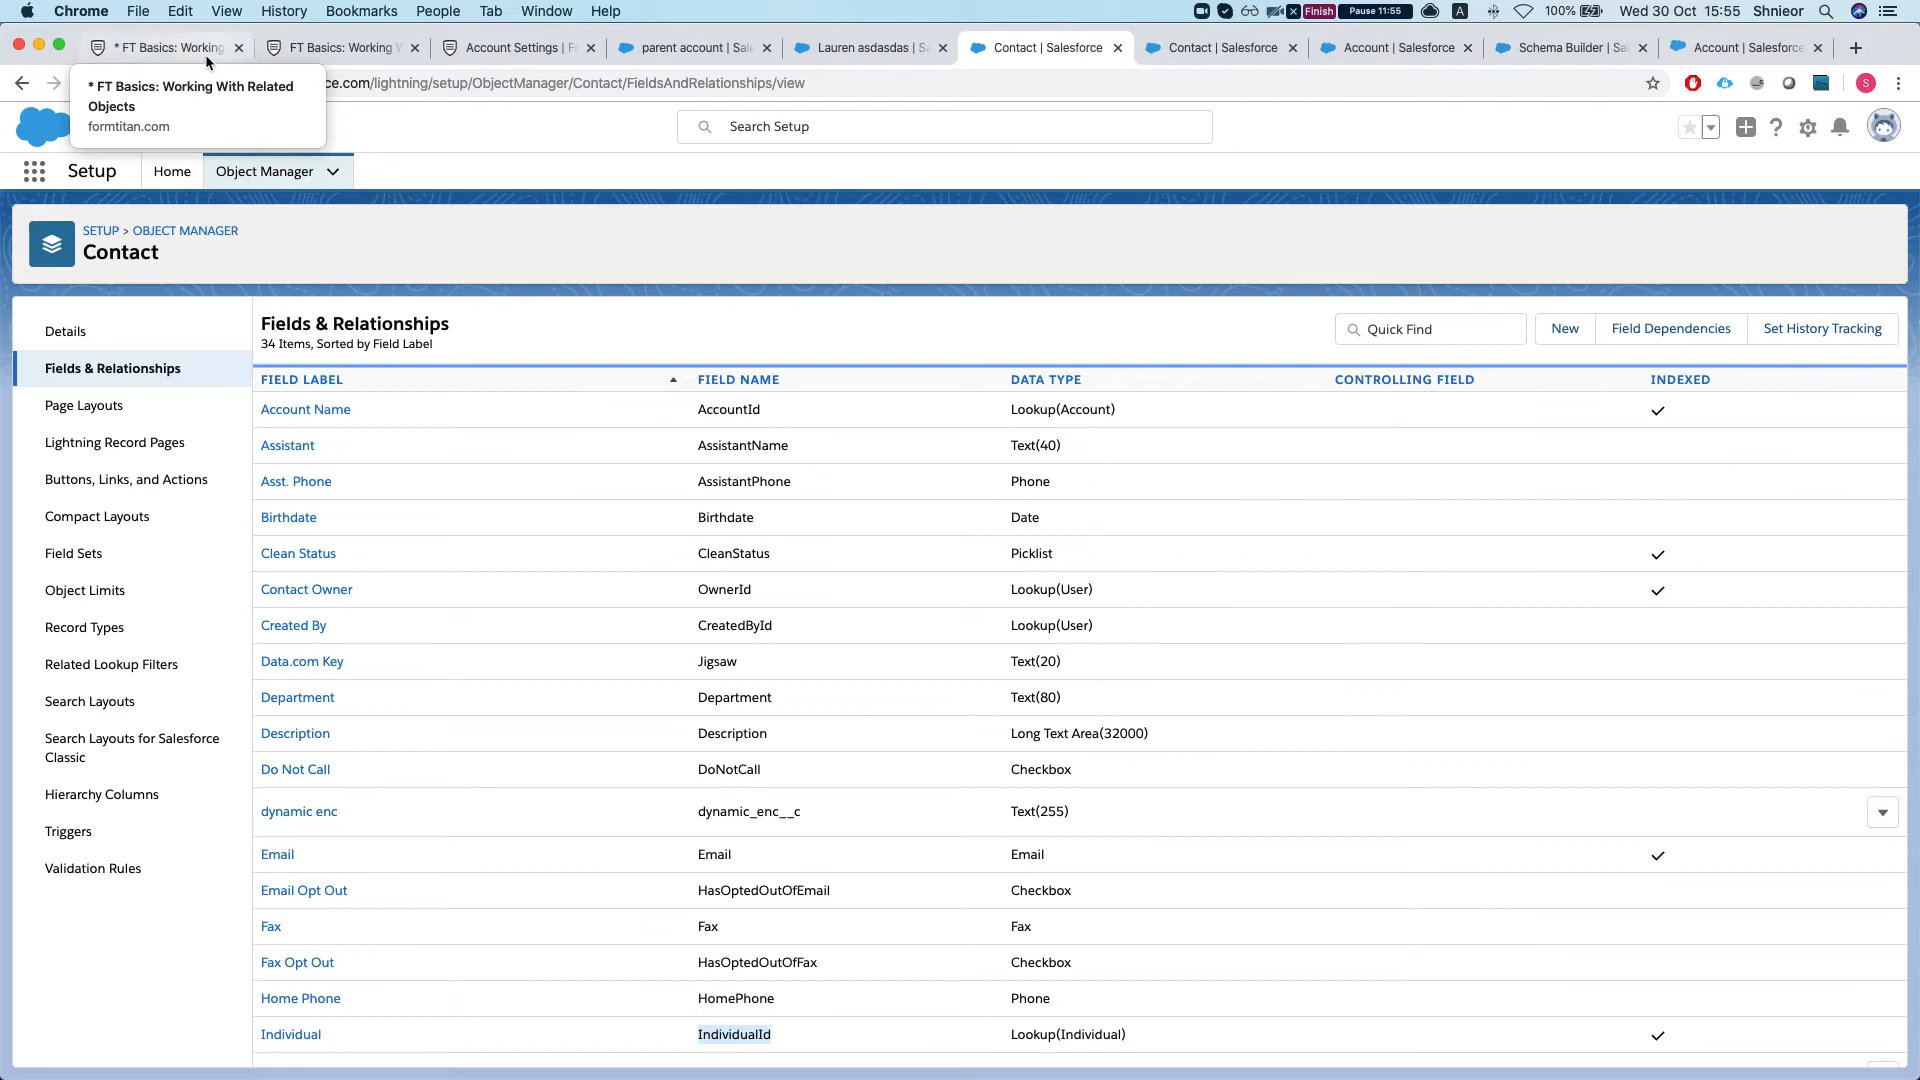 Chrome File Edit View History Bookmarks People Tab Window Help
Finish Pause 11:55 A 100% Wed 30 Oct 15:55 Shnieor
* FT Basics: Working
FT Basics: Working W
Account Settings | Fo
parent account | Sale
Lauren asdasdas | S
Contact | Salesforce
Contact | Salesforce
Account | Salesforce
Schema Builder | Sa
Account | Salesforce
ce.com/lightning/setup/ObjectManager/Contact/FieldsAndRelationships/view
S
* FT Basics: Working With Related
Objects
formtitan.com
Search Setup
Setup Home Object Manager
SETUP > OBJECT MANAGER
Contact
Details
Fields & Relationships
Page Layouts
Lightning Record Pages
Buttons, Links, and Actions
Compact Layouts
Field Sets
Object Limits
Record Types
Related Lookup Filters
Search Layouts
Search Layouts for Salesforce
Classic
Hierarchy Columns
Triggers
Validation Rules
Fields & Relationships
34 Items, Sorted by Field Label
Quick Find New Field Dependencies Set History Tracking
FIELD LABEL FIELD NAME DATA TYPE CONTROLLING FIELD INDEXED
Account Name AccountId Lookup(Account)
Assistant AssistantName Text(40)
Asst. Phone AssistantPhone Phone
Birthdate Birthdate Date
Clean Status CleanStatus Picklist
Contact Owner OwnerId Lookup(User)
Created By CreatedById Lookup(User)
Data.com Key Jigsaw Text(20)
Department Department Text(80)
Description Description Long Text Area(32000)
Do Not Call DoNotCall Checkbox
dynamic enc dynamic_enc__c Text(255)
Email Email Email
Email Opt Out HasOptedOutOfEmail Checkbox
Fax Fax Fax
Fax Opt Out HasOptedOutOfFax Checkbox
Home Phone HomePhone Phone
Individual IndividualId Lookup(Individual)